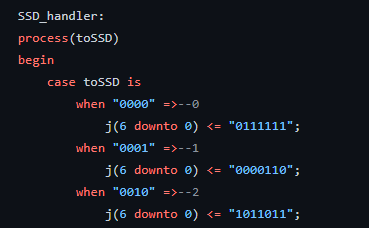 SSD_handler:
process(toSSD)
begin
case toSSD is
when "0000" =>--0
j(6 downto 0) <= "0111111";
when "0001" =>--1
j(6 downto 0) <= "0000110";
when "0010" =>--2
j(6 downto 0) <= "1011011";